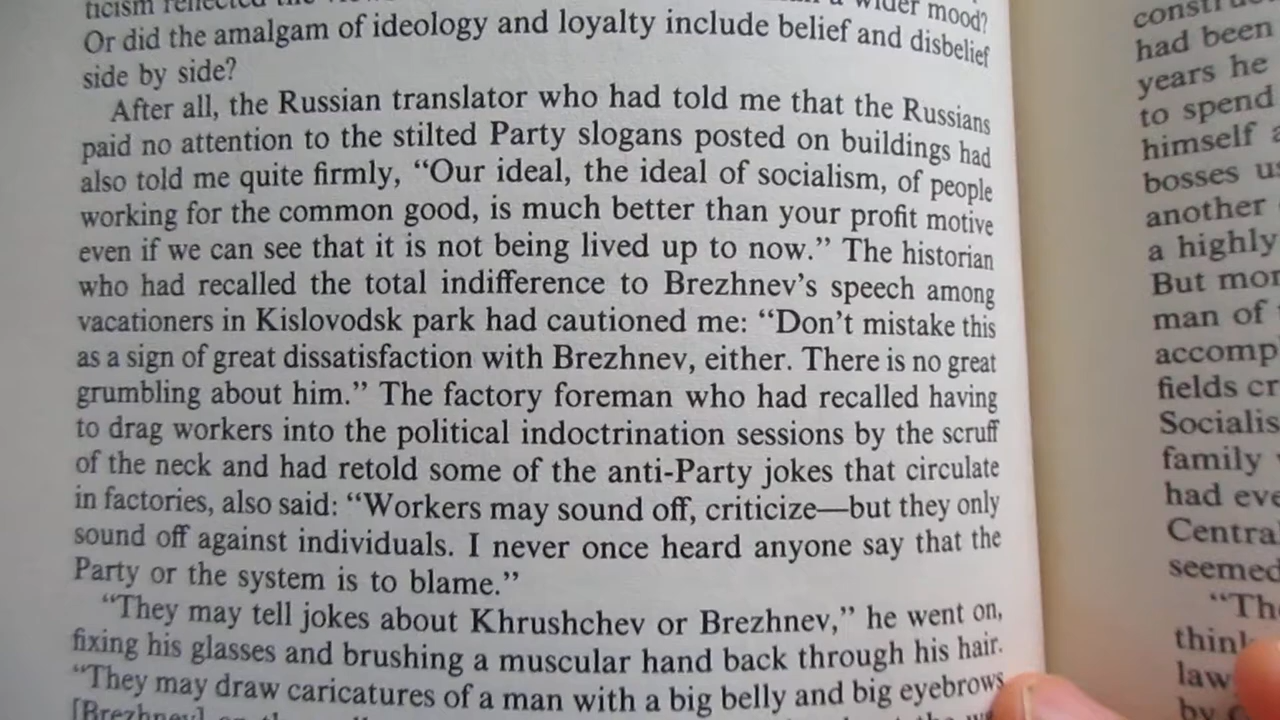 wider mood?
Or did the amalgam of ideology and loyalty include belief and disbelief
side by side?
After all, the Russian translator who had told me that the Russians
paid no attention to the stilted Party slogans posted on buildings had
also told me quite firmly, “Our ideal, the ideal of socialism, of people
working for the common good, is much better than your profit motive
even if we can see that it is not being lived up to now.” The historian
who had recalled the total indifference to Brezhnev’s speech among
vacationers in Kislovodsk park had cautioned me: “Don’t mistake this
as a sign of great dissatisfaction with Brezhnev, either. There is no great
grumbling about him.” The factory foreman who had recalled having
to drag workers into the political indoctrination sessions by the scruff
of the neck and had retold some of the anti-Party jokes that circulate
in factories, also said: “Workers may sound off, criticize—but they only
sound off against individuals. I never once heard anyone say that the
Party or the system is to blame.”
“They may tell jokes about Khrushchev or Brezhnev,” he went on,
fixing his glasses and brushing a muscular hand back through his hair.
“They may draw caricatures of a man with a big belly and big eyebrows
[Brezhnev]
had been
years he
to spend
himself
bosses
another
a highly
But
man of
fields
family
had
seemed